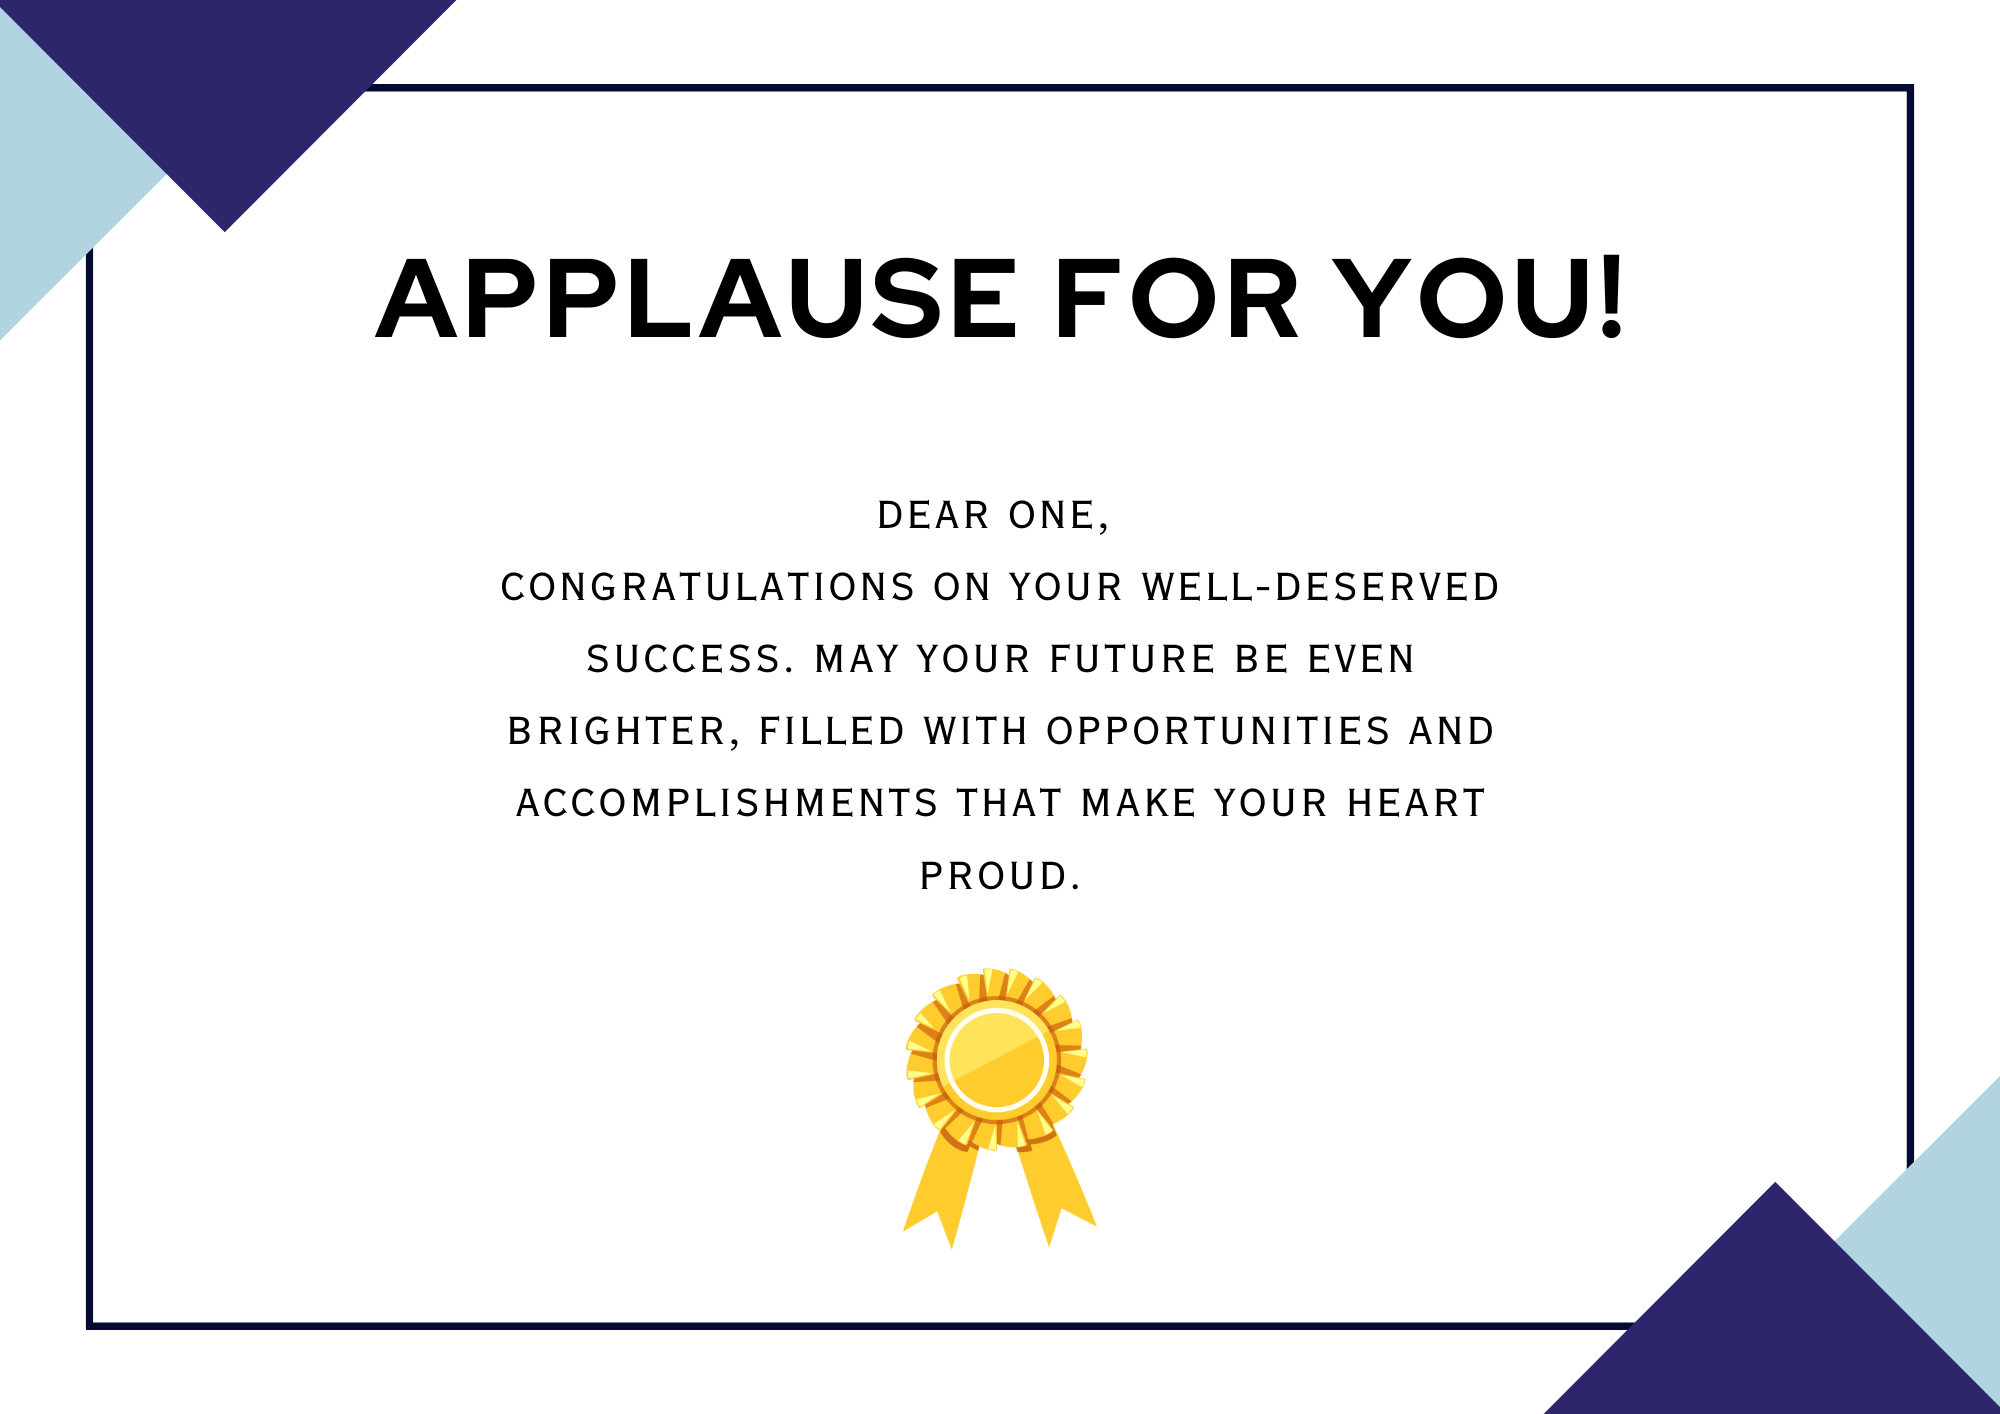 APPLAUSE FOR YOU!
DEAR ONE,
CONGRATULATIONS ON YOUR WELL-DESERVED
SUCCESS. MAY YOUR FUTURE BE EVEN
BRIGHTER, FILLED WITH OPPORTUNITIES AND
ACCOMPLISHMENTS THAT MAKE YOUR HEART
PROUD.